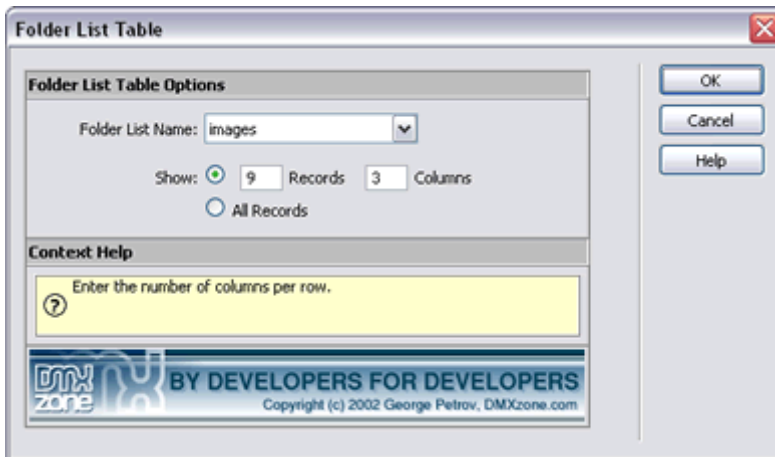 Folder List Table
Folder List Table Options
Folder List Name: images
Show: 9 Records 3 Columns
All Records
Context Help
Enter the number of columns per row.
DMX zone BY DEVELOPERS FOR DEVELOPERS
Copyright (c) 2002 George Petrov, DMXzone.com
OK
Cancel
Help